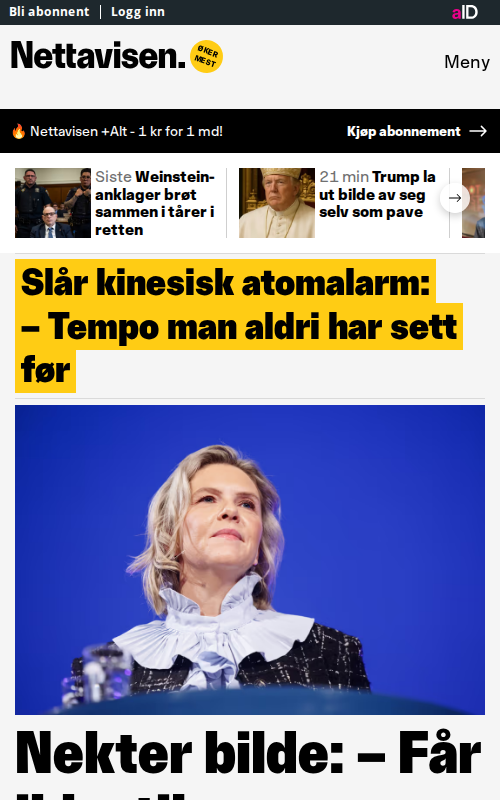 Bli abonnent
Logg inn
aID
Nettavisen.
ØKER
MEST
Meny
🔥 Nettavisen +Alt - 1 kr for 1 md!
Kjøp abonnement →
Siste Weinstein-
anklager brøt
sammen i tårer i
retten
21 min Trump la
ut bilde av seg
selv som pave
Slår kinesisk atomalarm:
– Tempo man aldri har sett
før
Nekter bilde: – Får